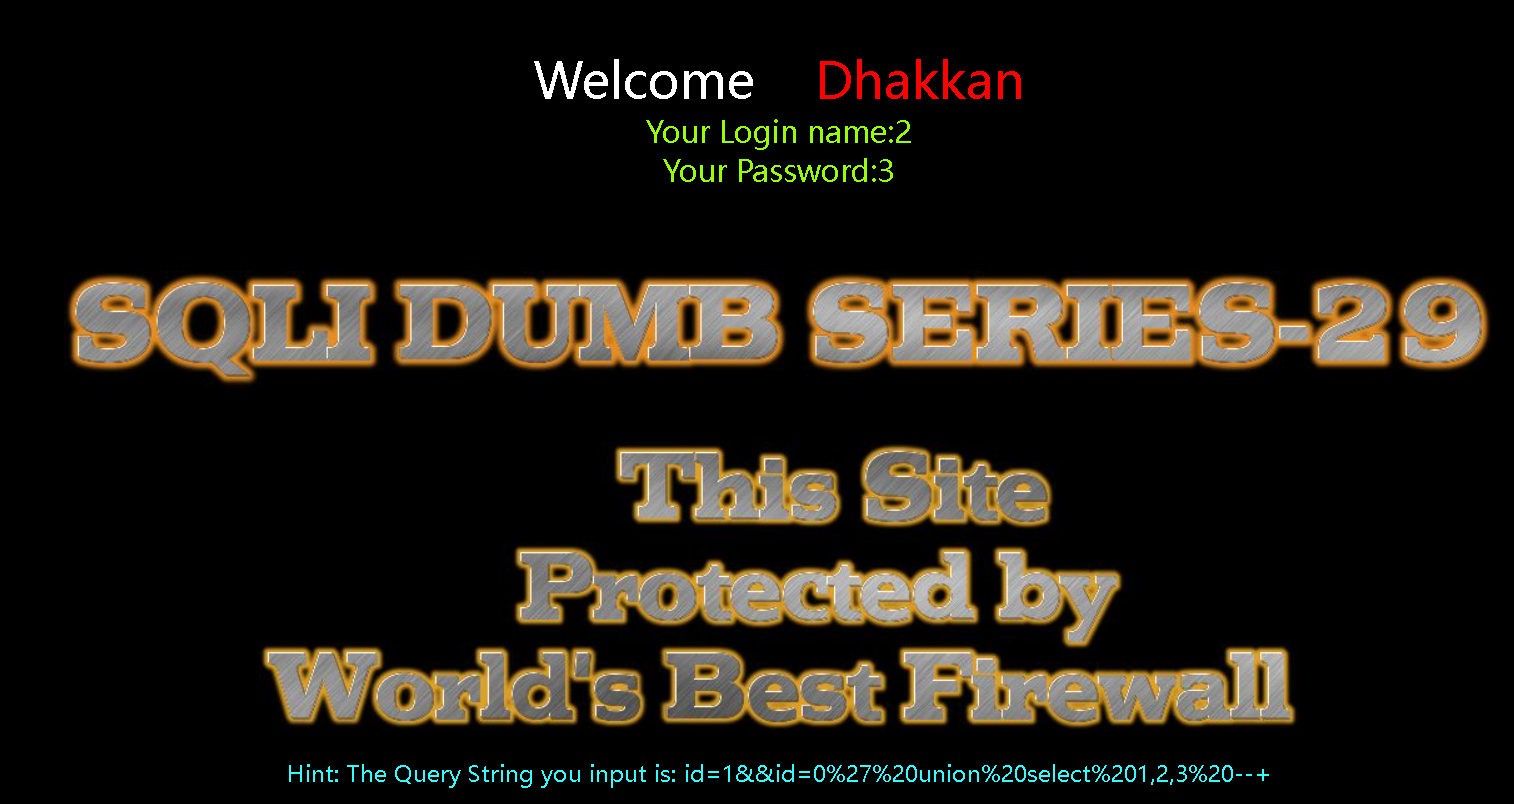 Welcome Dhakkan
Your Login name:2
Your Password:3
SQLI DUMB SERIES-29
This Site
Protected by
World's Best Firewall
Hint: The Query String you input is: id=1&&id=0%27%20union%20select%201,2,3%20--+